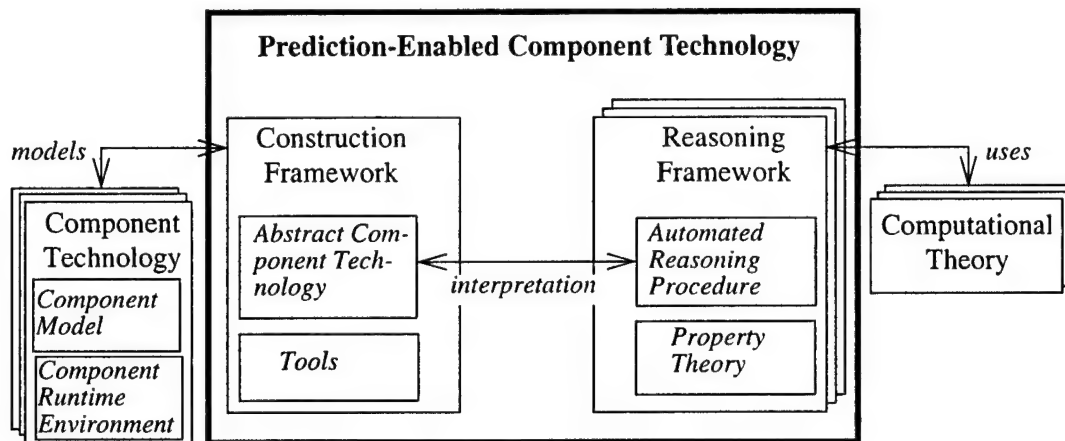 Prediction-Enabled Component Technology
models
Component
Technology
Component
Model
Component
Runtime
Environment
Construction
Framework
Abstract Com-
ponent Tech-
nology
Tools
interpretation
Reasoning
Framework
Automated
Reasoning
Procedure
Property
Theory
uses
Computational
Theory